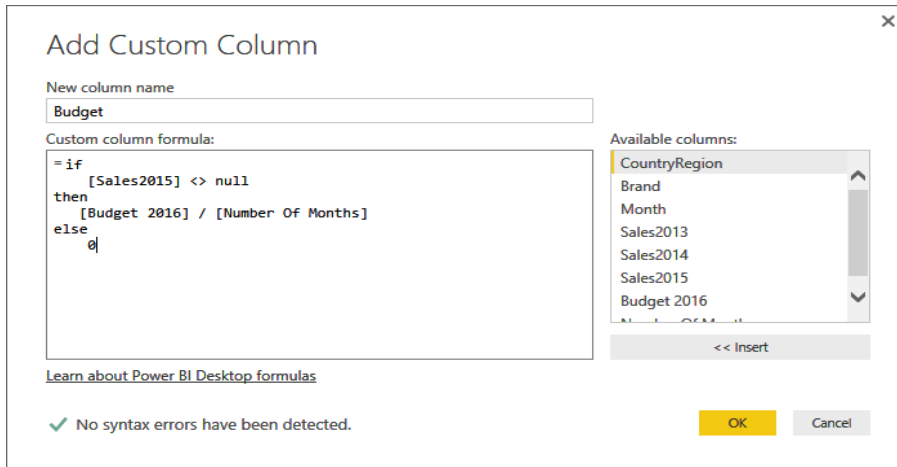 Add Custom Column
New column name
Budget
Custom column formula:
= if
[Sales2015] <> null
then
[Budget 2016] / [Number Of Months]
else
0
Available columns:
CountryRegion
Brand
Month
Sales2013
Sales2014
Sales2015
Budget 2016
<< Insert
Learn about Power BI Desktop formulas
No syntax errors have been detected.
OK
Cancel